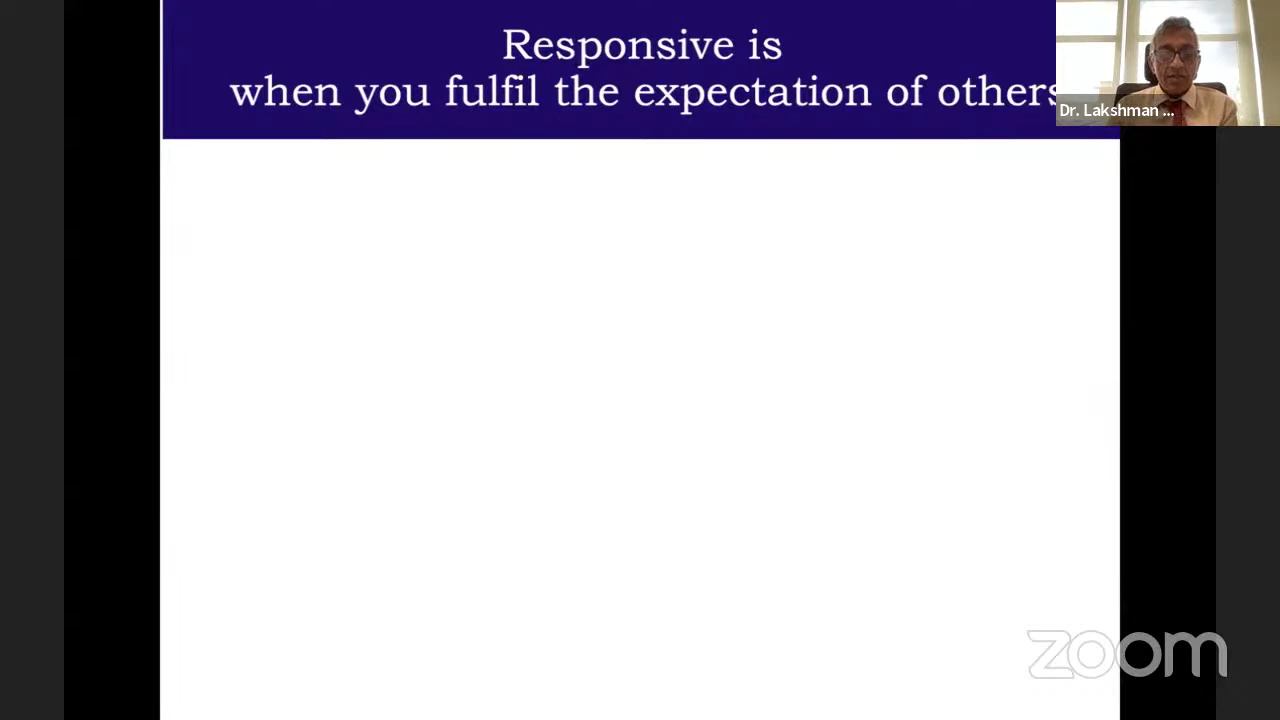 Responsive is
when you fulfil the expectation of others
Dr. Lakshman ...
zoom